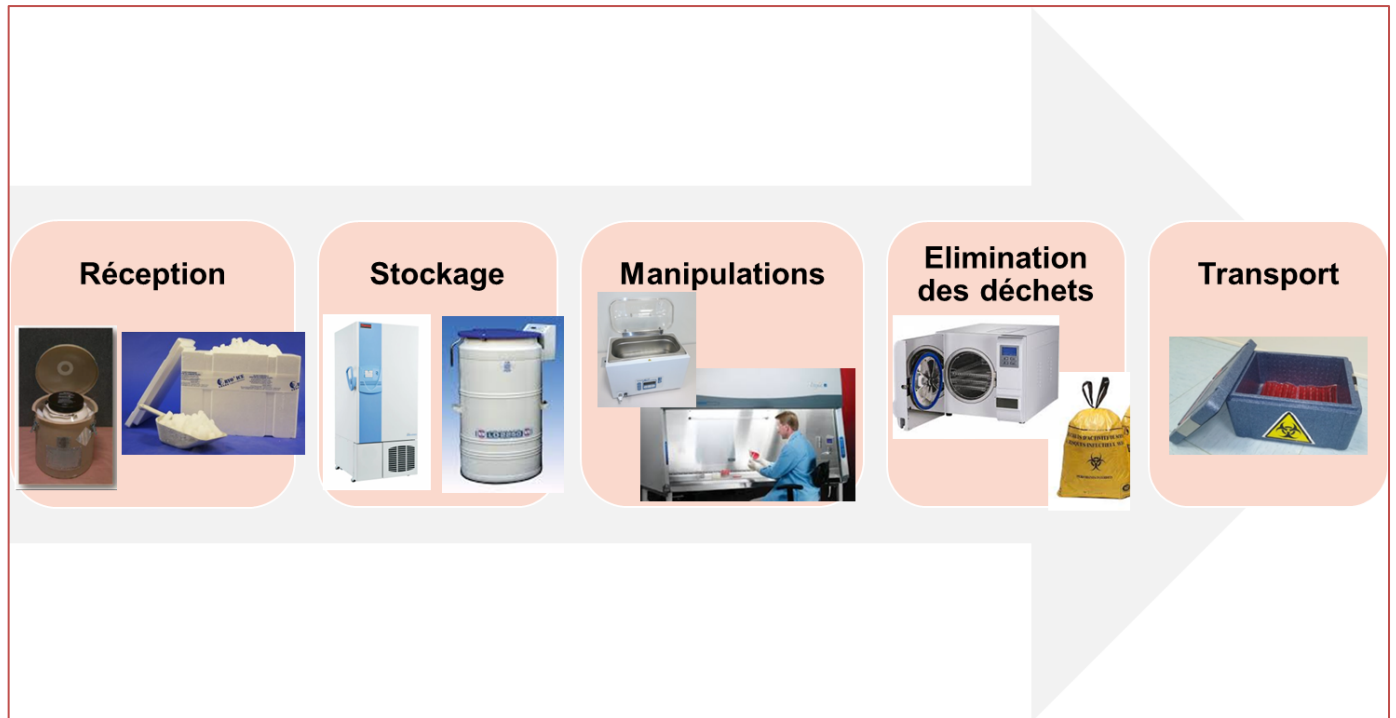 Réception
Stockage
Manipulations
Elimination
des déchets
Transport